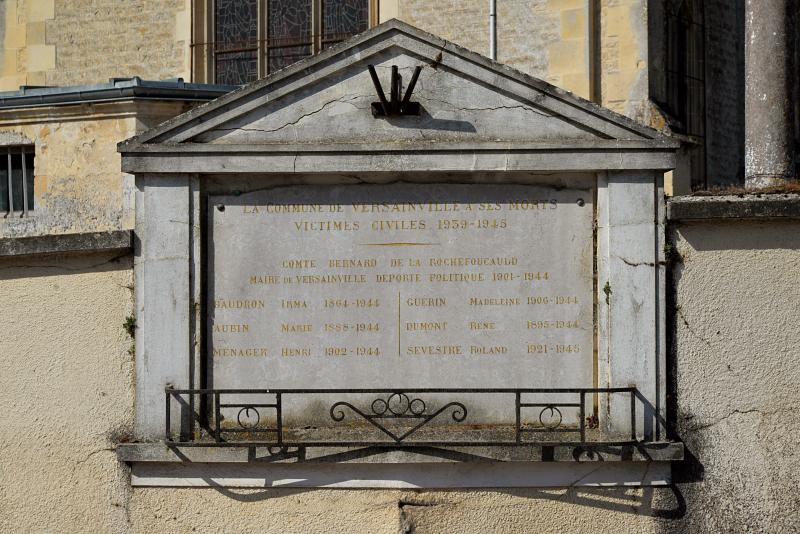 LA COMMUNE DE VERSAINVILLE A SES MORTS
VICTIMES CIVILES 1939-1945
COMTE BERNARD DE LA ROCHEFOUCAULD
MAIRE DE VERSAINVILLE DEPORTE POLITIQUE 1901-1944
BAUDRON IRMA 1864-1944 GUERIN MADELEINE 1906-1944
AUBIN MARIE 1888-1944 DUMONT RENE 1895-1944
MENAGER HENRI 1902-1944 SEVESTRE ROLAND 1921-1945